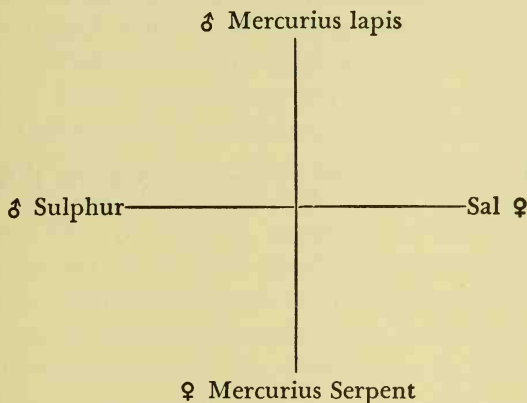 ♂ Mercurius lapis
♂ Sulphur Sal ♀
♀ Mercurius Serpent